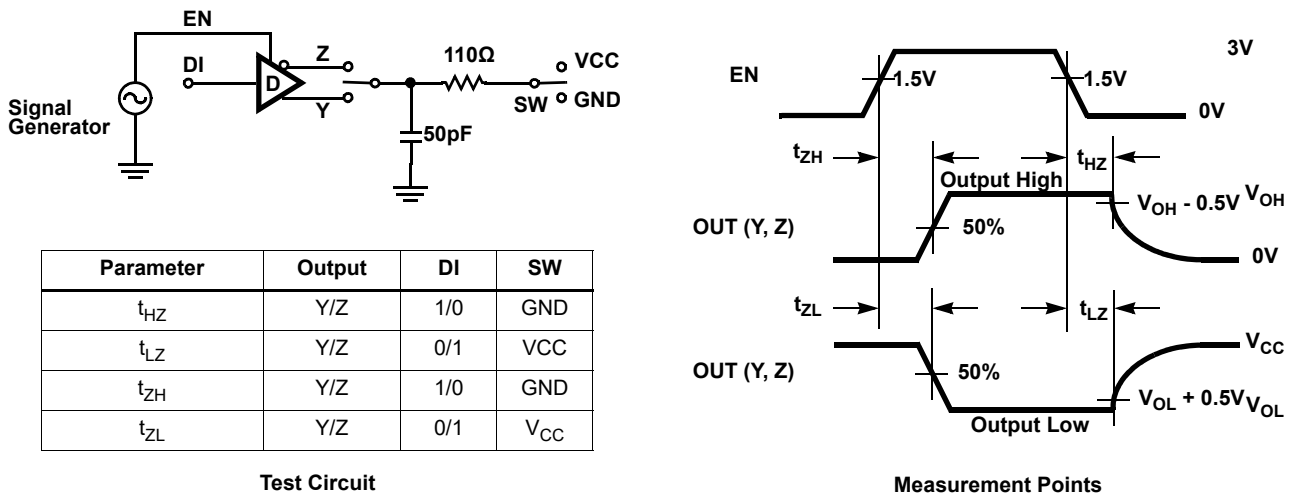 EN
DI
D
Z
Y
110Ω
VCC
SW
GND
Signal
Generator
50pF
Parameter Output DI SW
tHZ Y/Z 1/0 GND
tLZ Y/Z 0/1 VCC
tZH Y/Z 1/0 GND
tZL Y/Z 0/1 VCC
Test Circuit
3V
EN
1.5V
1.5V
0V
tZH
tHZ
Output High
VOH - 0.5V
VOH
OUT (Y, Z)
50%
0V
tZL
tLZ
VCC
OUT (Y, Z)
50%
VOL + 0.5V
VOL
Output Low
Measurement Points